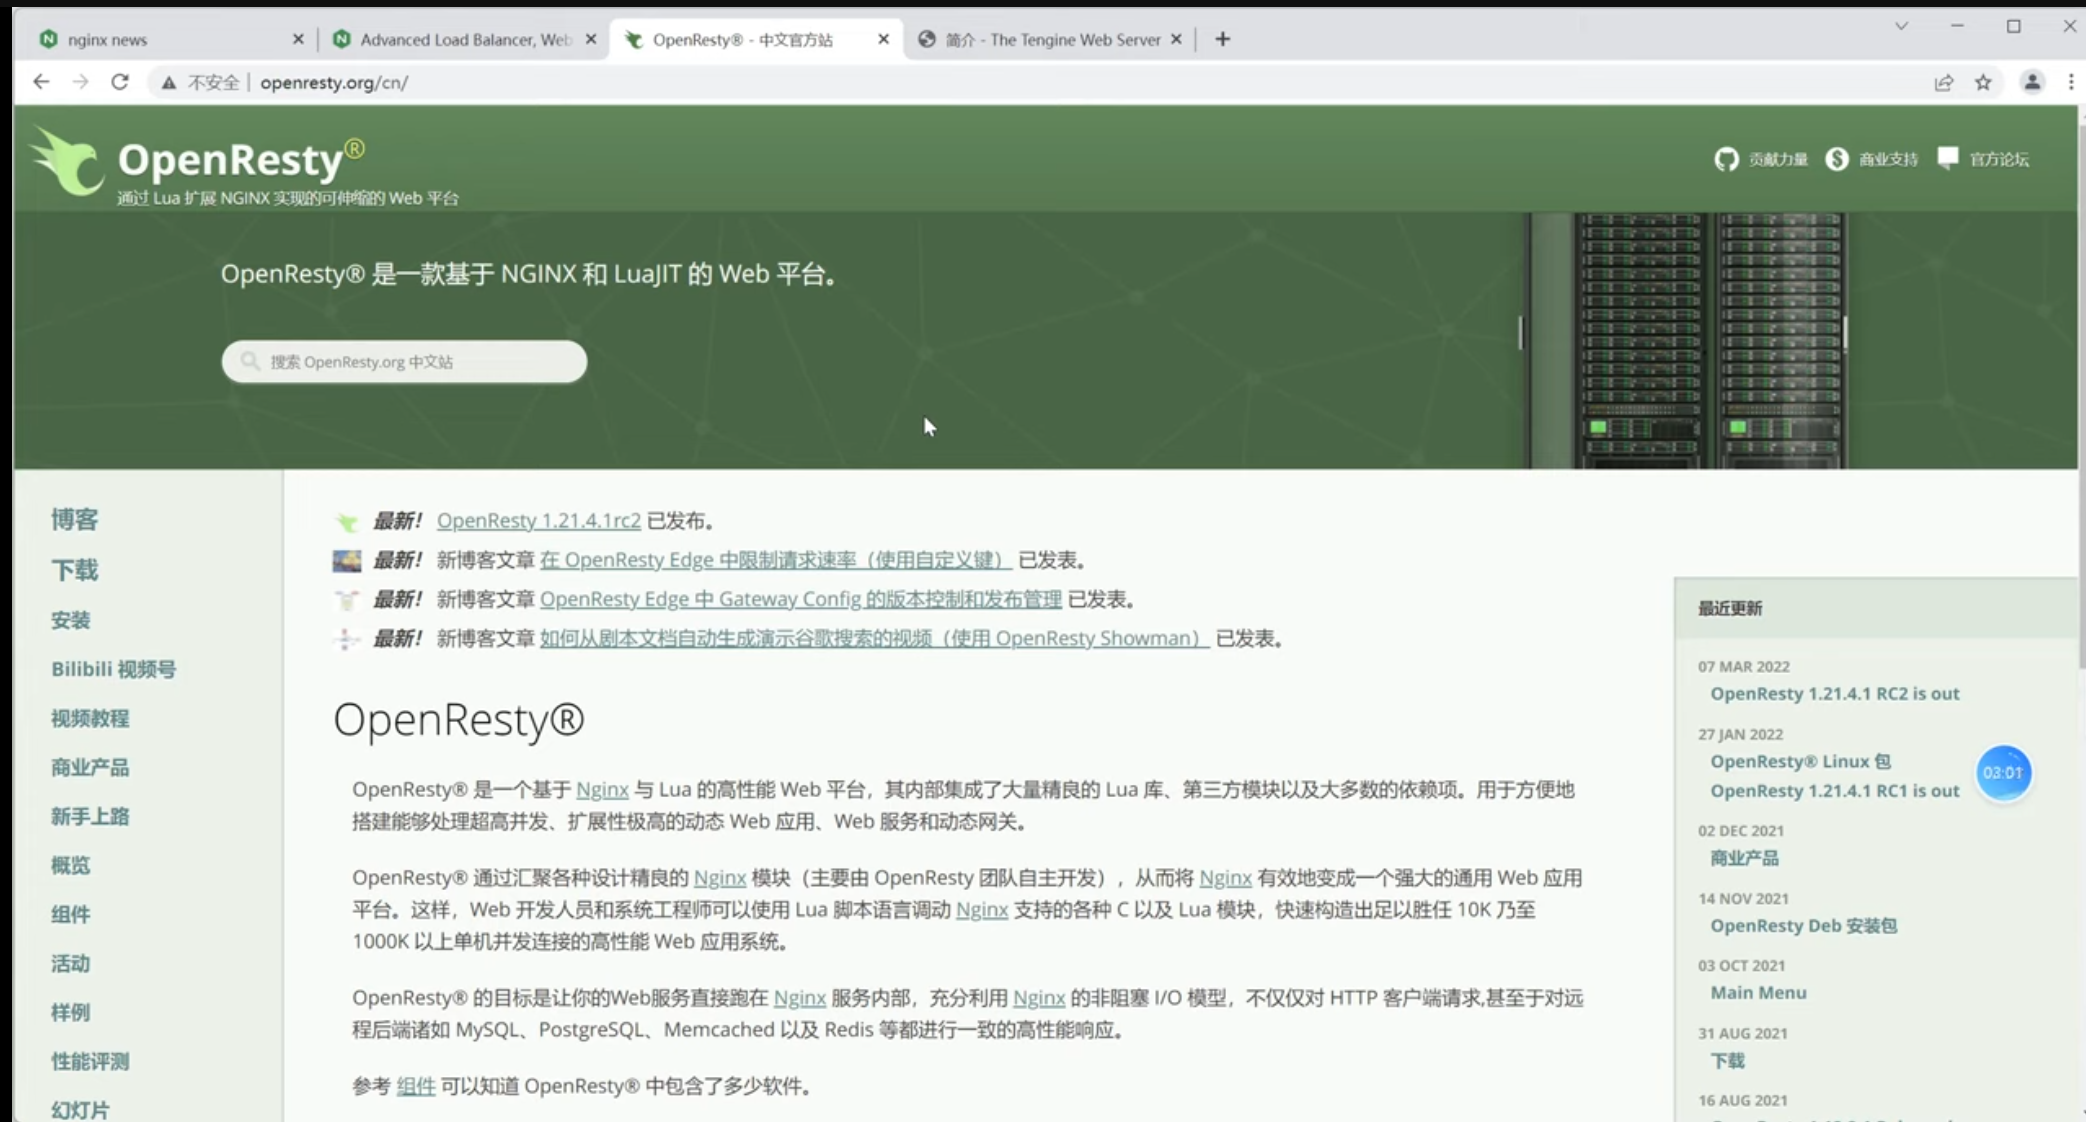 nginx news
Advanced Load Balancer, Web
OpenResty® - 中文官方站
简介 - The Tengine Web Server
不安全 | openresty.org/cn/
OpenResty®
通过 Lua 扩展 NGINX 实现的可伸缩的 Web 平台
贡献力量
商业支持
官方论坛
OpenResty® 是一款基于 NGINX 和 LuaJIT 的 Web 平台。
搜索 OpenResty.org 中文站
博客
下载
安装
Bilibili 视频号
视频教程
商业产品
新手上路
概览
组件
活动
样例
性能评测
幻灯片
最新！ OpenResty 1.21.4.1rc2 已发布。
最新！ 新博客文章 在 OpenResty Edge 中限制请求速率（使用自定义键） 已发表。
最新！ 新博客文章 OpenResty Edge 中 Gateway Config 的版本控制和发布管理 已发表。
最新！ 新博客文章 如何从剧本文档自动生成演示谷歌搜索的视频（使用 OpenResty Showman） 已发表。
OpenResty®
OpenResty® 是一个基于 Nginx 与 Lua 的高性能 Web 平台，其内部集成了大量精良的 Lua 库、第三方模块以及大多数的依赖项。用于方便地
搭建能够处理超高并发、扩展性极高的动态 Web 应用、Web 服务和动态网关。
OpenResty® 通过汇聚各种设计精良的 Nginx 模块（主要由 OpenResty 团队自主开发），从而将 Nginx 有效地变成一个强大的通用 Web 应用
平台。这样，Web 开发人员和系统工程师可以使用 Lua 脚本语言调动 Nginx 支持的各种 C 以及 Lua 模块，快速构造出足以胜任 10K 乃至
1000K 以上单机并发连接的高性能 Web 应用系统。
OpenResty® 的目标是让你的Web服务直接跑在 Nginx 服务内部，充分利用 Nginx 的非阻塞 I/O 模型，不仅仅对 HTTP 客户端请求,甚至于对远
程后端诸如 MySQL、PostgreSQL、Memcached 以及 Redis 等都进行一致的高性能响应。
参考 组件 可以知道 OpenResty® 中包含了多少软件。
最近更新
07 MAR 2022
OpenResty 1.21.4.1 RC2 is out
27 JAN 2022
OpenResty® Linux 包
OpenResty 1.21.4.1 RC1 is out
03:01
02 DEC 2021
商业产品
14 NOV 2021
OpenResty Deb 安装包
03 OCT 2021
Main Menu
31 AUG 2021
下载
16 AUG 2021